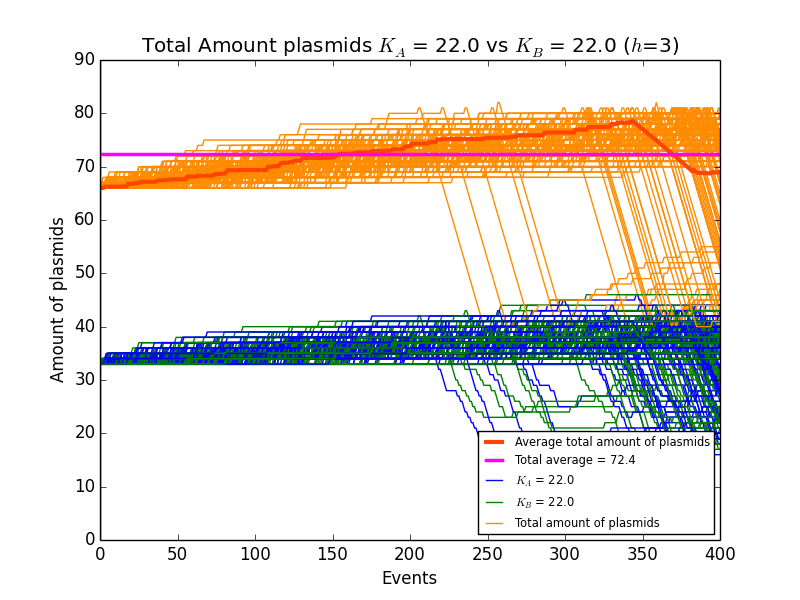 Total Amount plasmids K_A = 22.0 vs K_B = 22.0 (h=3)
90
80
70
60
50
40
30
20
10
0
Amount of plasmids
Average total amount of plasmids
Total average = 72.4
K_A = 22.0
K_B = 22.0
Total amount of plasmids
0 50 100 150 200 250 300 350 400
Events